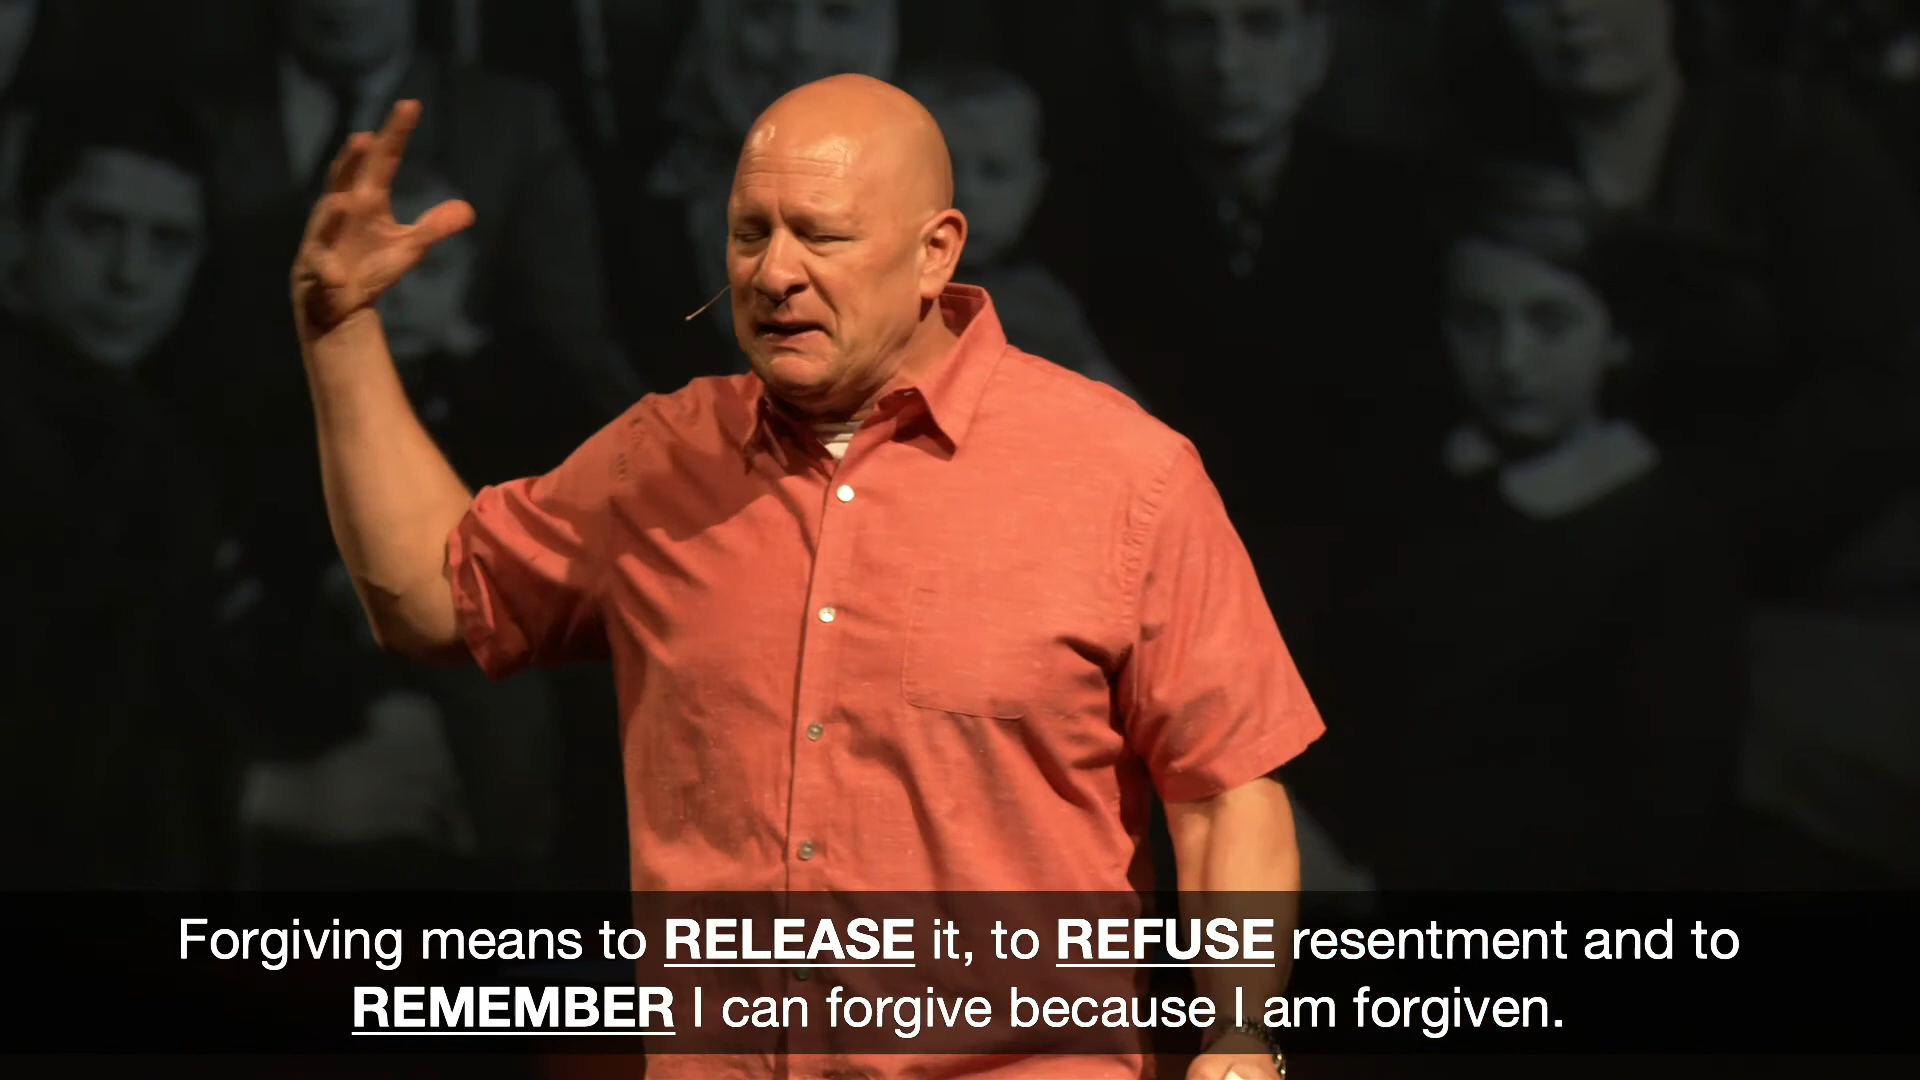 Forgiving means to RELEASE it, to REFUSE resentment and to
REMEMBER I can forgive because I am forgiven.